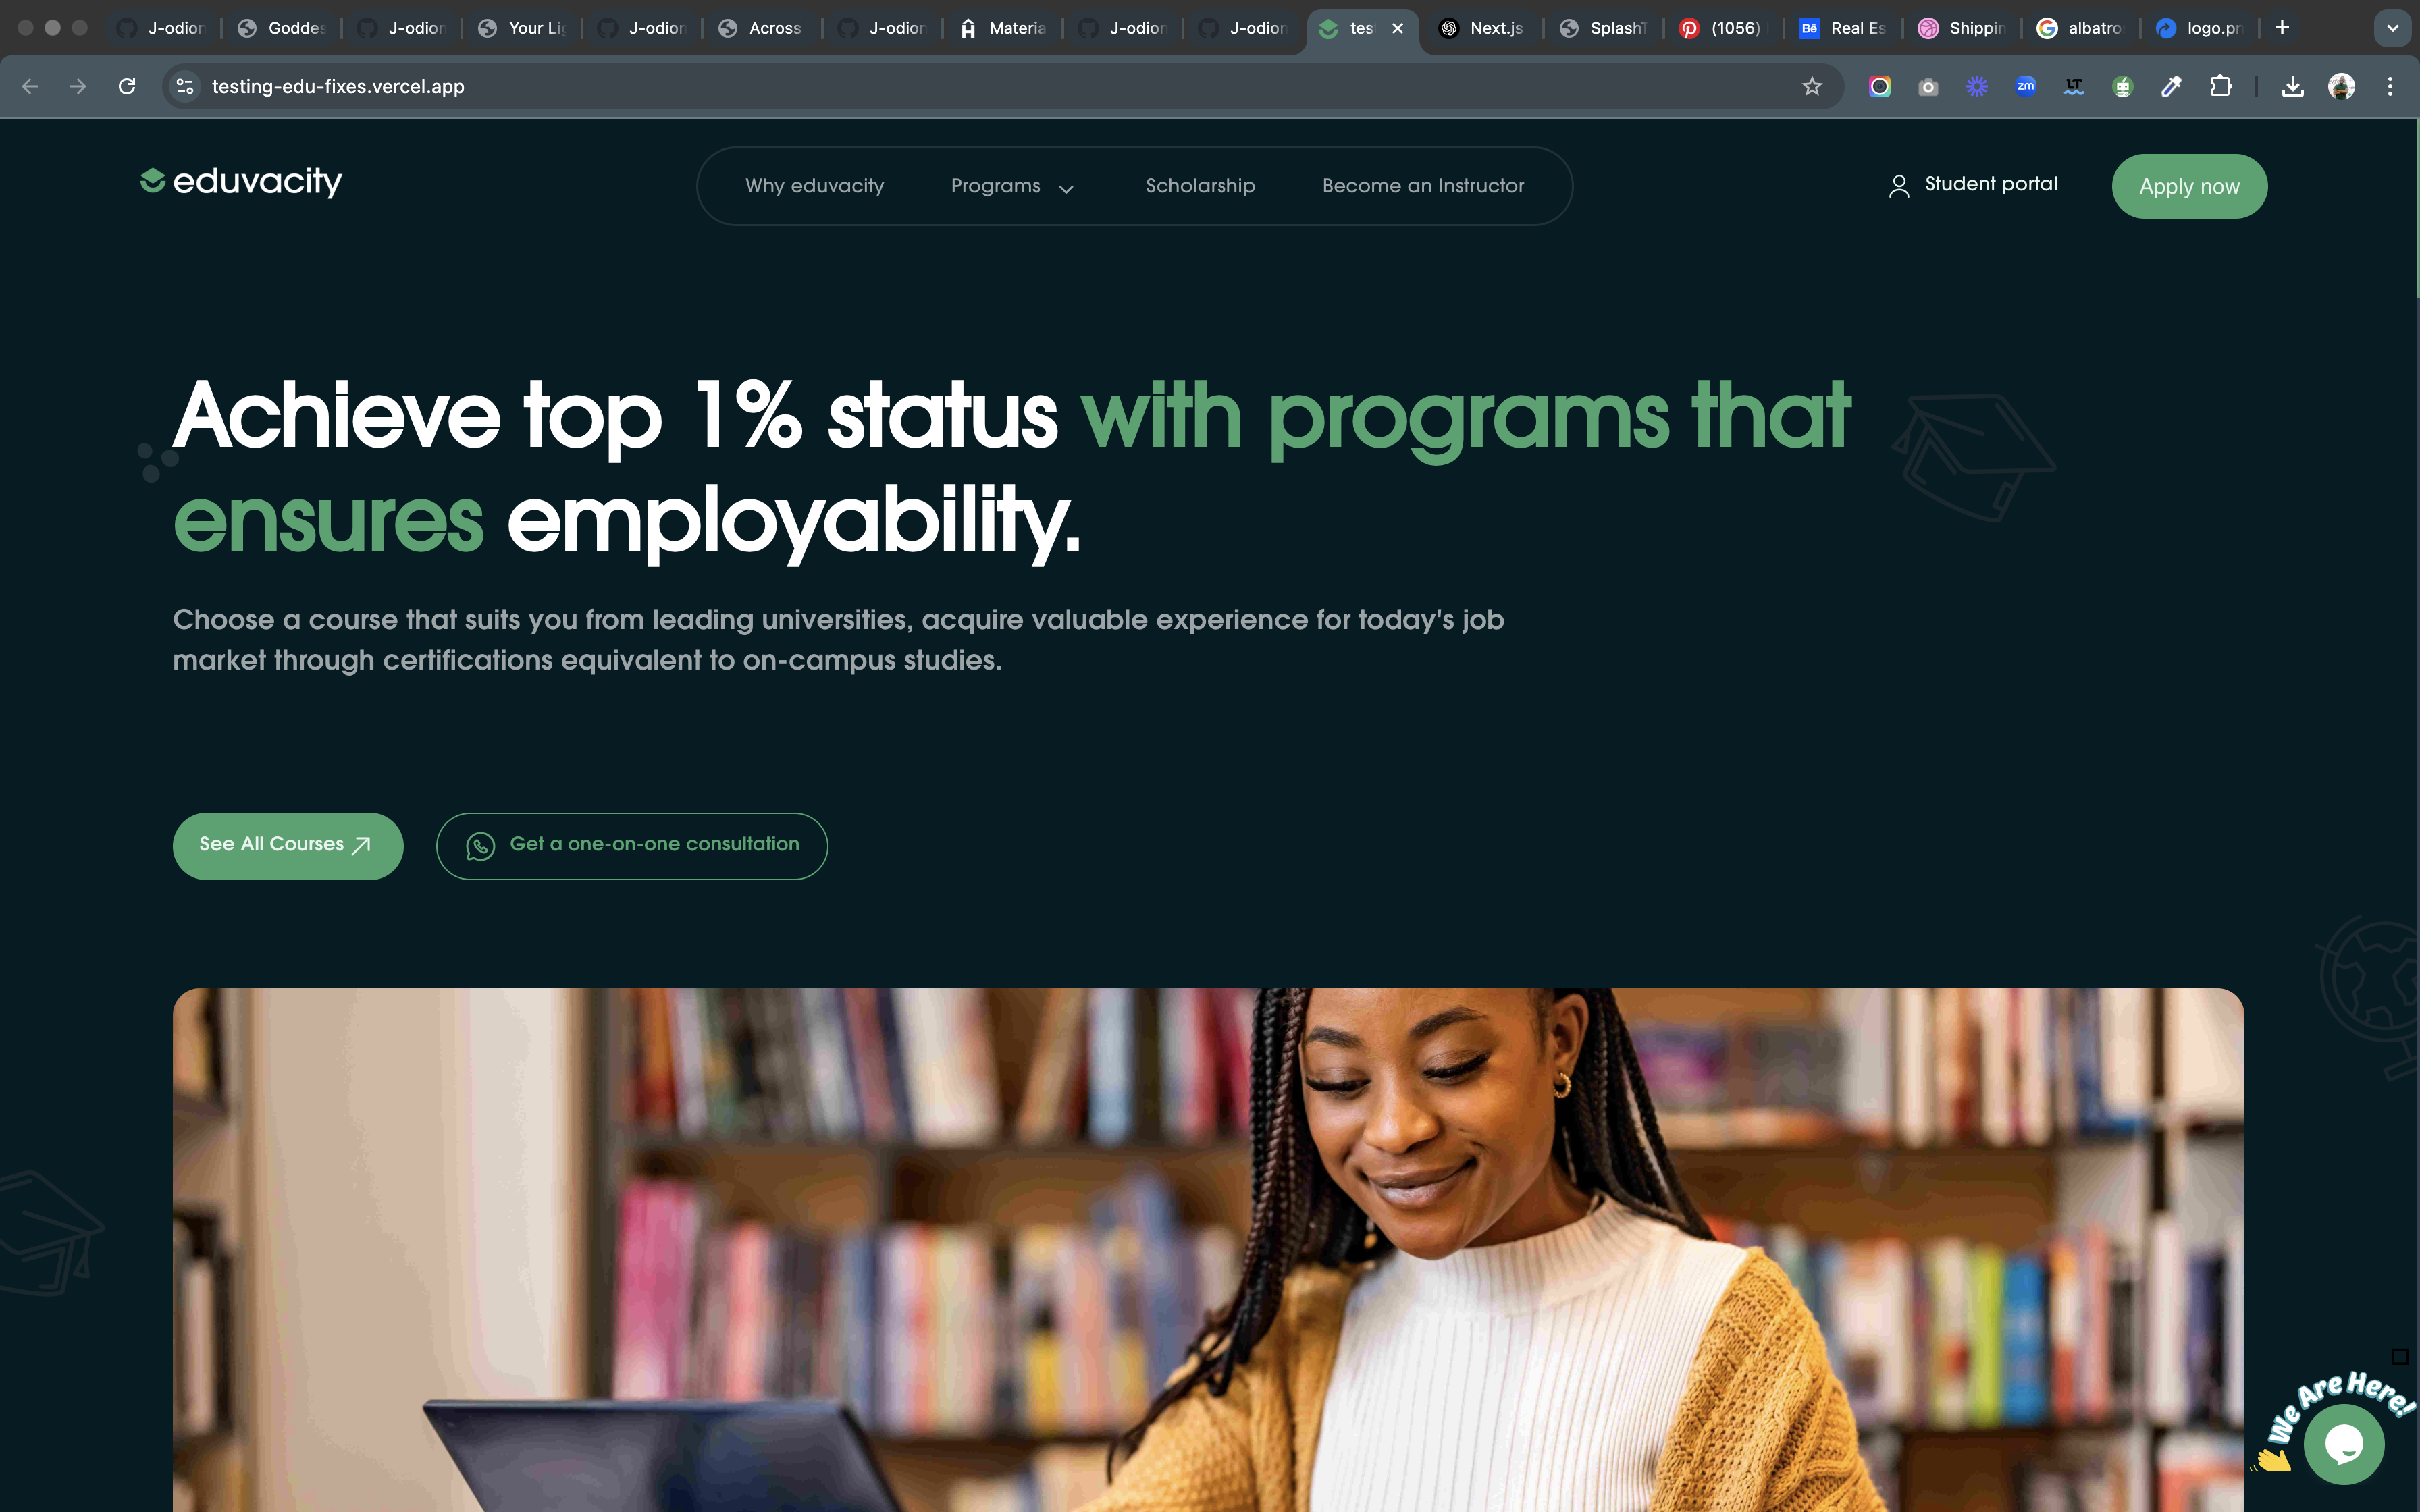 J-odion
Goddes
J-odion
Your Li
J-odion
Across
J-odion
Materia
J-odion
J-odion
tes
Next.js
SplashT
(1056)
Bē Real Es
Shippin
albatro
logo.pn
testing-edu-fixes.vercel.app
zm
LT
eduvacity
Why eduvacity
Programs
Scholarship
Become an Instructor
Student portal
Apply now
Achieve top 1% status with programs that
ensures employability.
Choose a course that suits you from leading universities, acquire valuable experience for today's job
market through certifications equivalent to on-campus studies.
See All Courses
Get a one-on-one consultation
We Are Here!